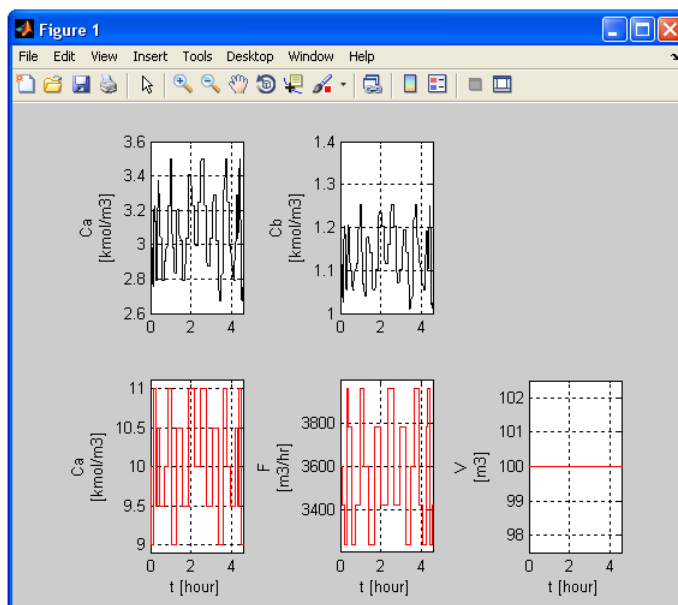 Figure 1
File Edit View Insert Tools Desktop Window Help
3.6
3.4
3.2
3
2.8
2.6
Ca
[kmol/m3]
0 2 4
1.4
1.3
1.2
1.1
1
Cb
[kmol/m3]
0 2 4
11
10.5
10
9.5
9
Ca
[kmol/m3]
0 2 4
t [hour]
3800
3600
3400
F
[m3/hr]
0 2 4
t [hour]
102
101
100
99
98
V
[m3]
0 2 4
t [hour]